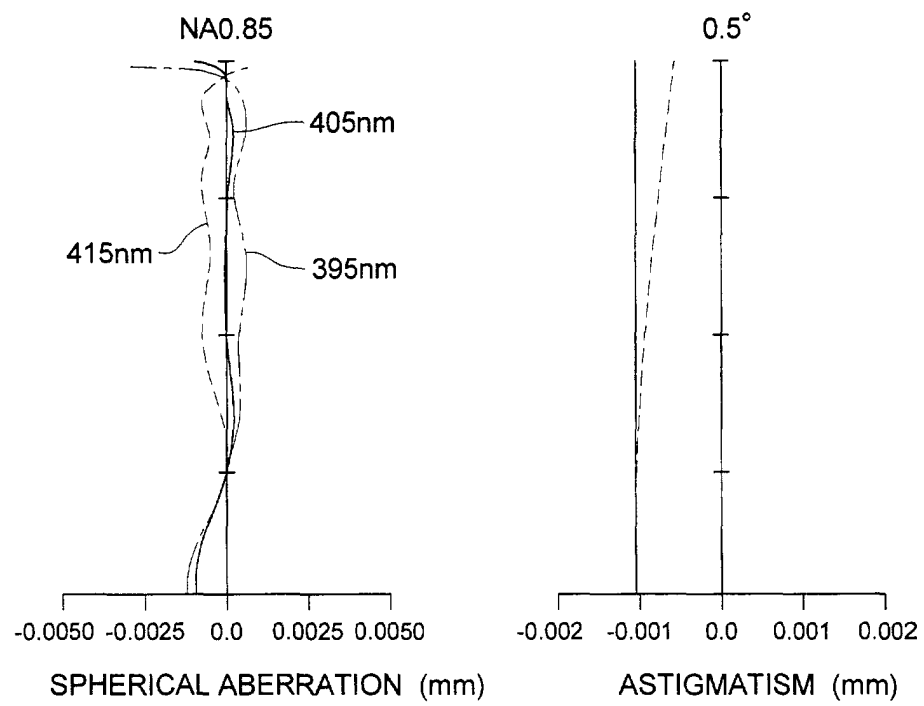 NA0.85
0.5°
405nm
415nm
395nm
-0.0050 -0.0025 0.0 0.0025 0.0050
-0.002 -0.001 0.0 0.001 0.002
SPHERICAL ABERRATION (mm)
ASTIGMATISM (mm)